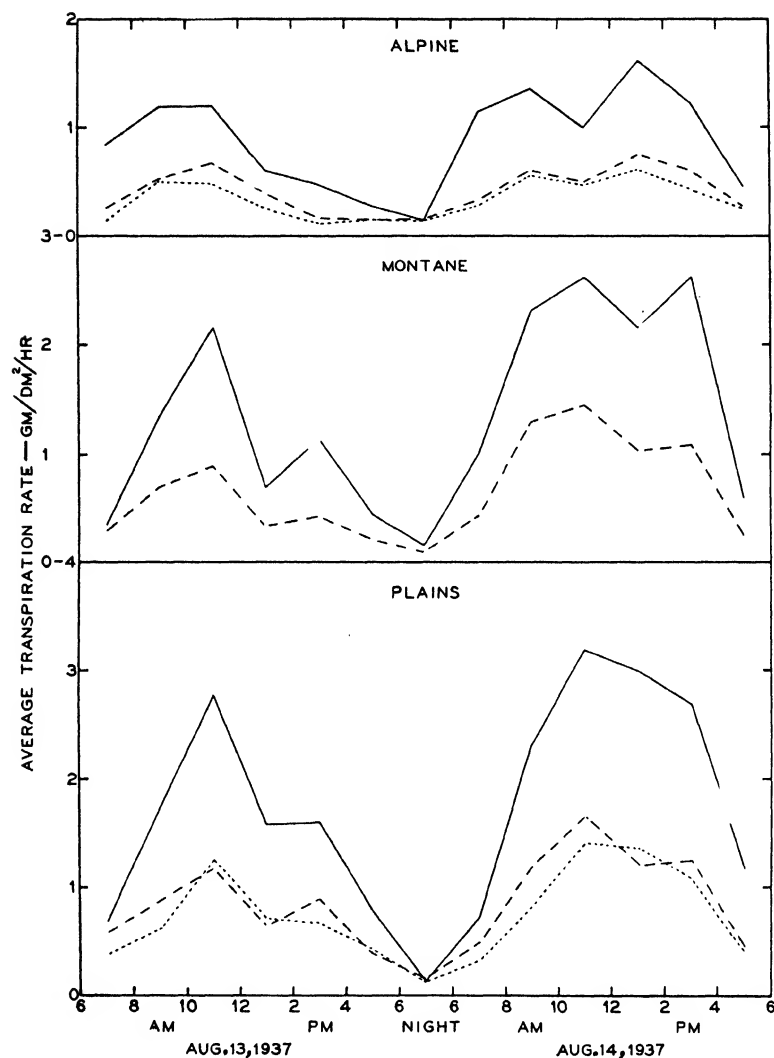 2
ALPINE
1
3-0
MONTANE
2
1
0-4
PLAINS
3
2
1
0
AVERAGE TRANSPIRATION RATE — GM/DM²/HR
6 8 10 12 2 4 6 6 8 10 12 2 4 6
AM PM NIGHT AM PM
AUG.13,1937 AUG.14,1937